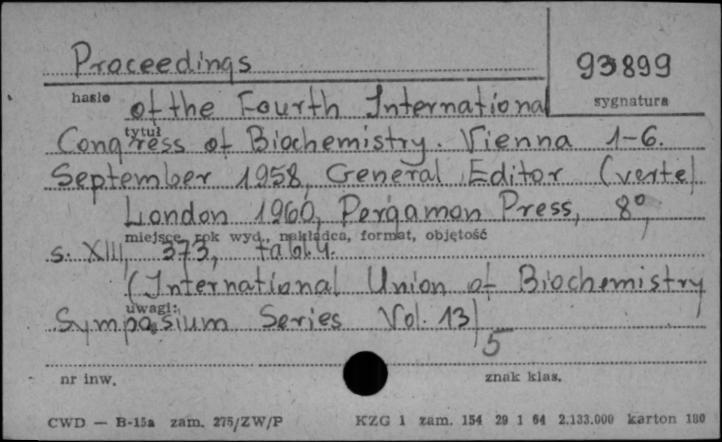 Proceedings
93899
hasło
sygnatura
of the Fourth International
tytuł
Congress of Biochemistry. Vienna 1-6.
September 1958, General Editor (verte)
London 1960, Pergamon Press, 8°,
miejsce, rok wyd., nakładca, format, objętość
s. XIII, 373, tabl. 4.
(International Union of Biochemistry
uwagi:
Symposium Series Vol. 13)
5
nr inw.
znak klas.
CWD — B-15a zam. 275/ZW/P
KZG 1 zam. 154 29 1 64 2.133.000 karton 180